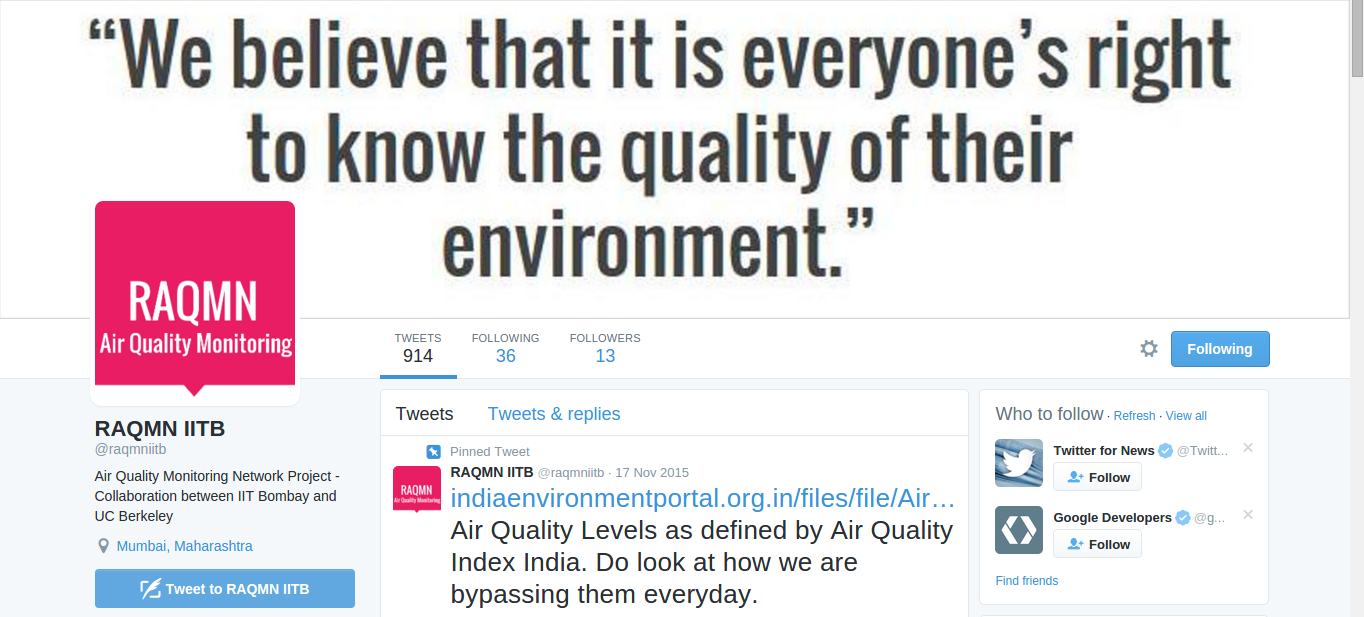 “We believe that it is everyone’s right
to know the quality of their
environment.”
RAQMN
Air Quality Monitoring
TWEETS
914
FOLLOWING
36
FOLLOWERS
13
Following
RAQMN IITB
@raqmniitb
Air Quality Monitoring Network Project -
Collaboration between IIT Bombay and
UC Berkeley
Mumbai, Maharashtra
Tweet to RAQMN IITB
Tweets Tweets & replies
Pinned Tweet
RAQMN IITB @raqmniitb · 17 Nov 2015
RAQMN
Air Quality Monitoring
indiaenvironmentportal.org.in/files/file/Air…
Air Quality Levels as defined by Air Quality
Index India. Do look at how we are
bypassing them everyday.
Who to follow · Refresh · View all
Twitter for News @Twitt...
Follow
Google Developers @g...
Follow
Find friends